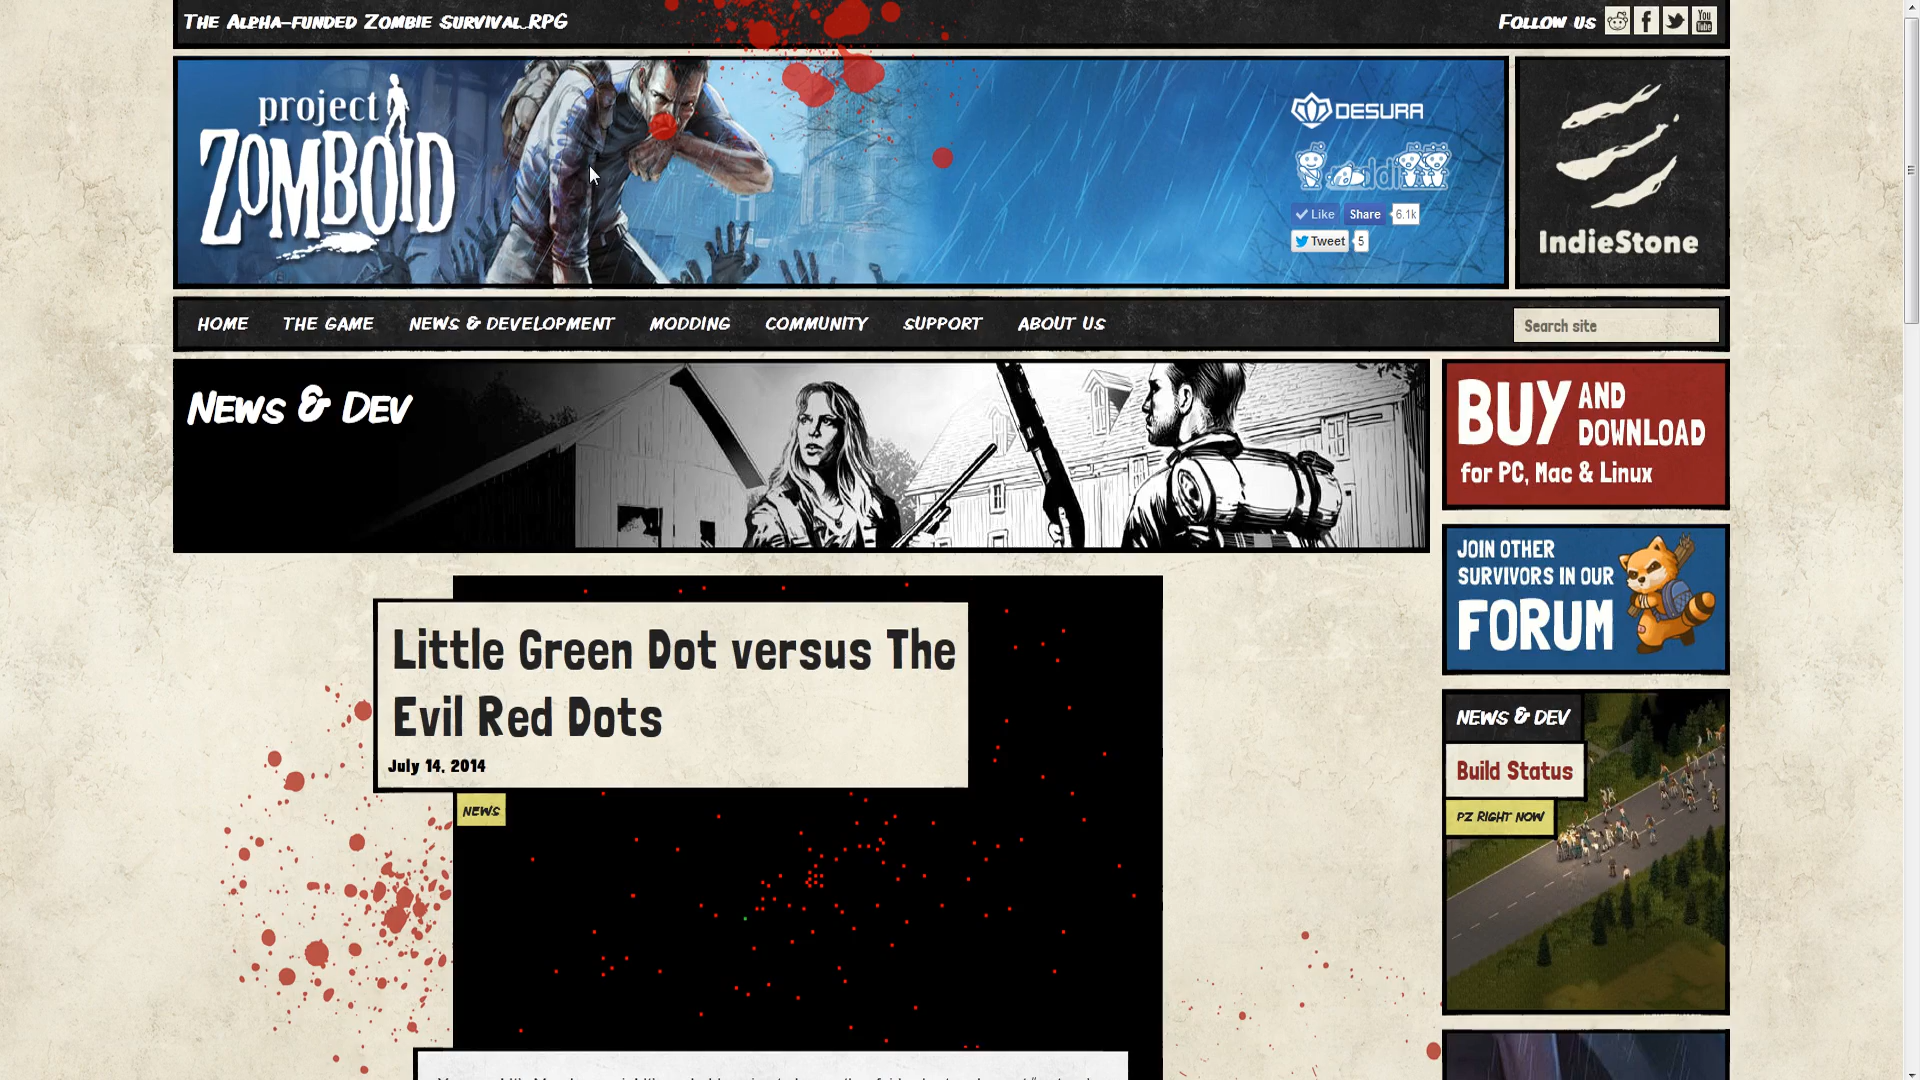 The Alpha-funded Zombie Survival RPG
Follow us
You
Tube
project
ZOMBOID
DESURA
Like
Share
6.1k
Tweet
5
IndieStone
HOME
THE GAME
NEWS & DEVELOPMENT
MODDING
COMMUNITY
SUPPORT
ABOUT US
Search site
News & Dev
BUY AND DOWNLOAD
for PC, Mac & Linux
JOIN OTHER
SURVIVORS IN OUR
FORUM
Little Green Dot versus The
Evil Red Dots
July 14, 2014
NEWS
NEWS & DEV
Build Status
PZ RIGHT NOW